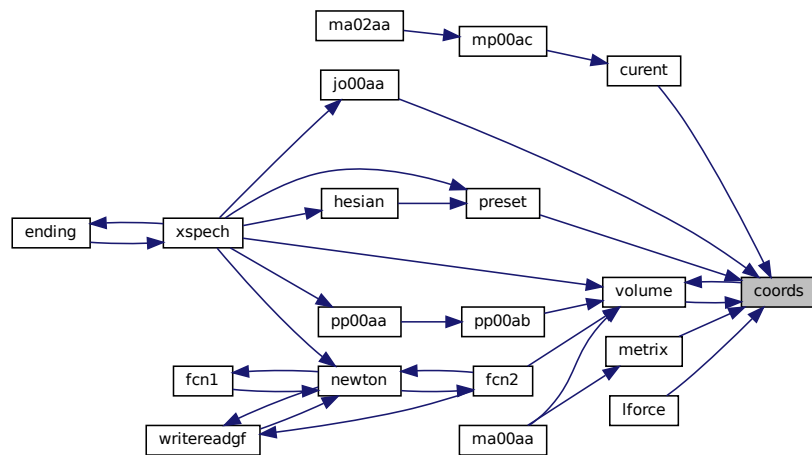 ma02aa
mp00ac
curent
jo00aa
hesian
preset
ending
xspech
volume
coords
pp00aa
pp00ab
metrix
fcn1
newton
fcn2
lforce
writereadgf
ma00aa